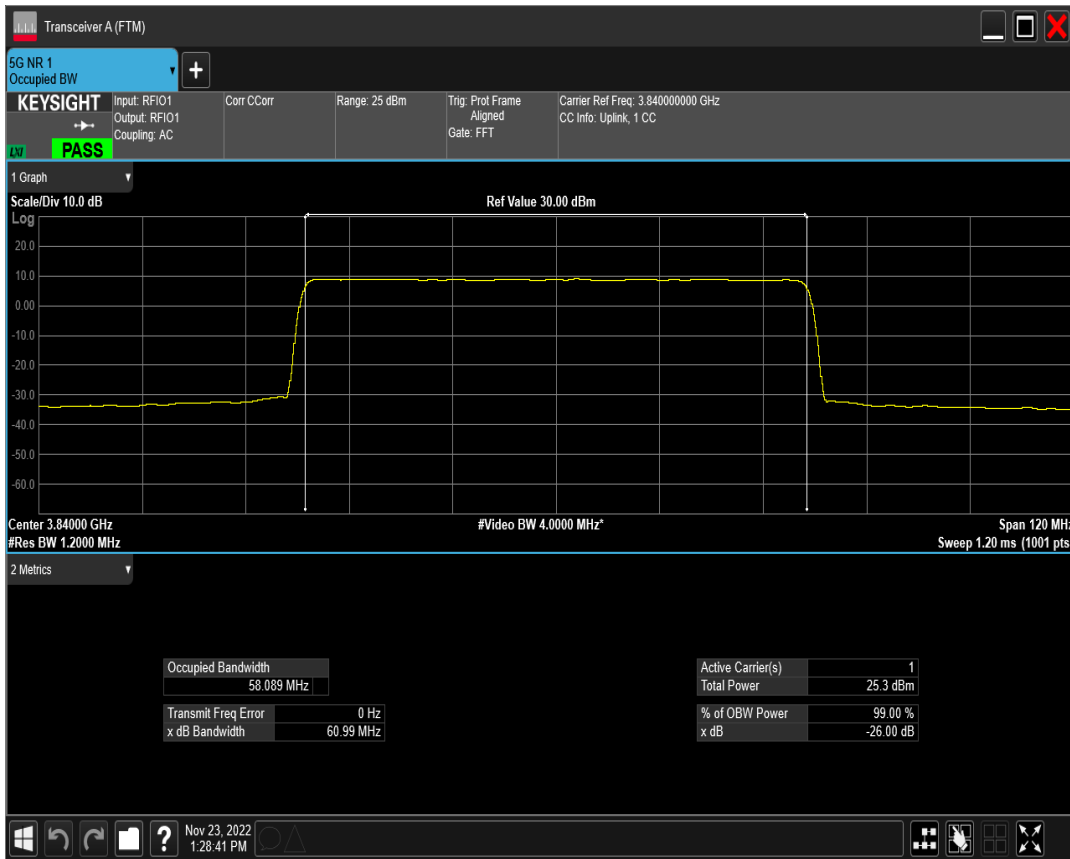 Transceiver A (FTM)
5G NR 1
Occupied BW
+
KEYSIGHT
LXI
PASS
Input: RFIO1
Output: RFIO1
Coupling: AC
Corr CCorr
Range: 25 dBm
Trig: Prot Frame
Aligned
Gate: FFT
Carrier Ref Freq: 3.840000000 GHz
CC Info: Uplink, 1 CC
1 Graph
Scale/Div 10.0 dB
Ref Value 30.00 dBm
Log
20.0
10.0
0.00
-10.0
-20.0
-30.0
-40.0
-50.0
-60.0
Center 3.84000 GHz
#Video BW 4.0000 MHz*
Span 120 MHz
#Res BW 1.2000 MHz
Sweep 1.20 ms (1001 pts
2 Metrics
Occupied Bandwidth
58.089 MHz
Transmit Freq Error 0 Hz
x dB Bandwidth 60.99 MHz
Active Carrier(s) 1
Total Power 25.3 dBm
% of OBW Power 99.00 %
x dB -26.00 dB
?
Nov 23, 2022
1:28:41 PM